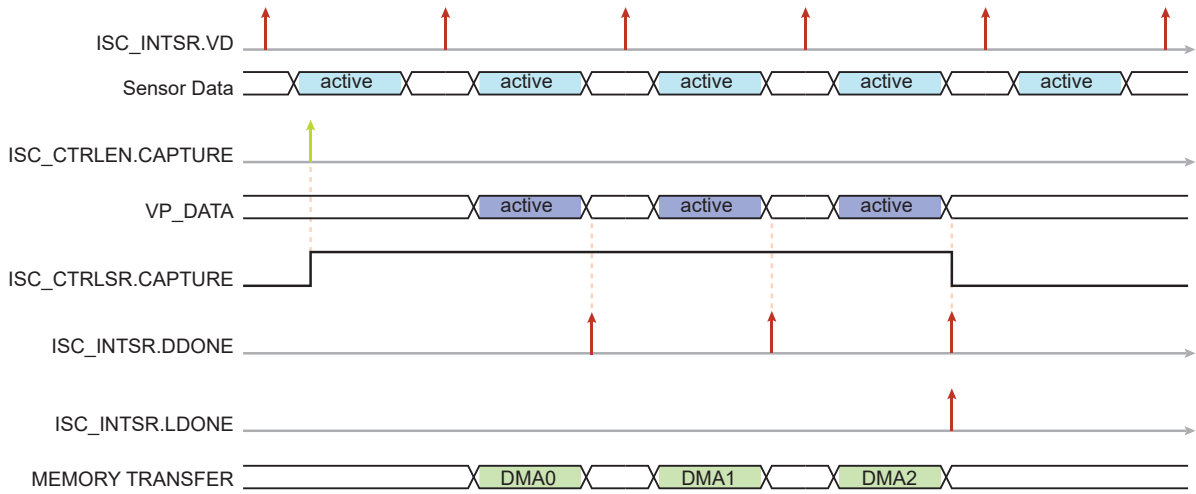 ISC_INTSR.VD
Sensor Data active active active active active
ISC_CTRLEN.CAPTURE
VP_DATA active active active
ISC_CTRLSR.CAPTURE
ISC_INTSR.DDONE
ISC_INTSR.LDONE
MEMORY TRANSFER DMA0 DMA1 DMA2